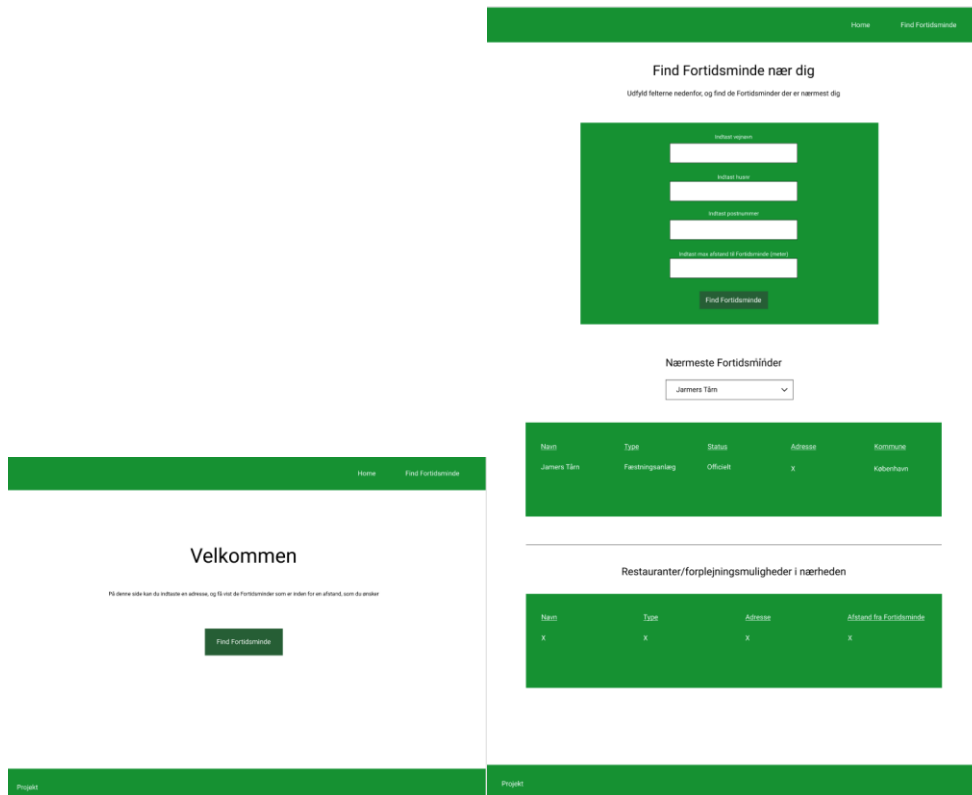 Home Find Fortidsminde
Velkommen
På denne side kan du indtaste en adresse, og få vist de Fortidsminder som er inden for en afstand, som du ønsker
Find Fortidsminde
Projekt
Home Find Fortidsminde
Find Fortidsminde nær dig
Udfyld felterne nedenfor, og find de Fortidsminder der er nærmest dig
Indtast vejnavn
Indtast husnr
Indtast postnummer
Indtast max afstand til Fortidsminde (meter)
Find Fortidsminde
Nærmeste Fortidsminder
Jarmers Tårn
Navn Type Status Adresse Kommune
Jamers Tårn Fæstningsanlæg Officielt X København
Restauranter/forplejningsmuligheder i nærheden
Navn Type Adresse Afstand fra Fortidsminde
X X X X
Projekt